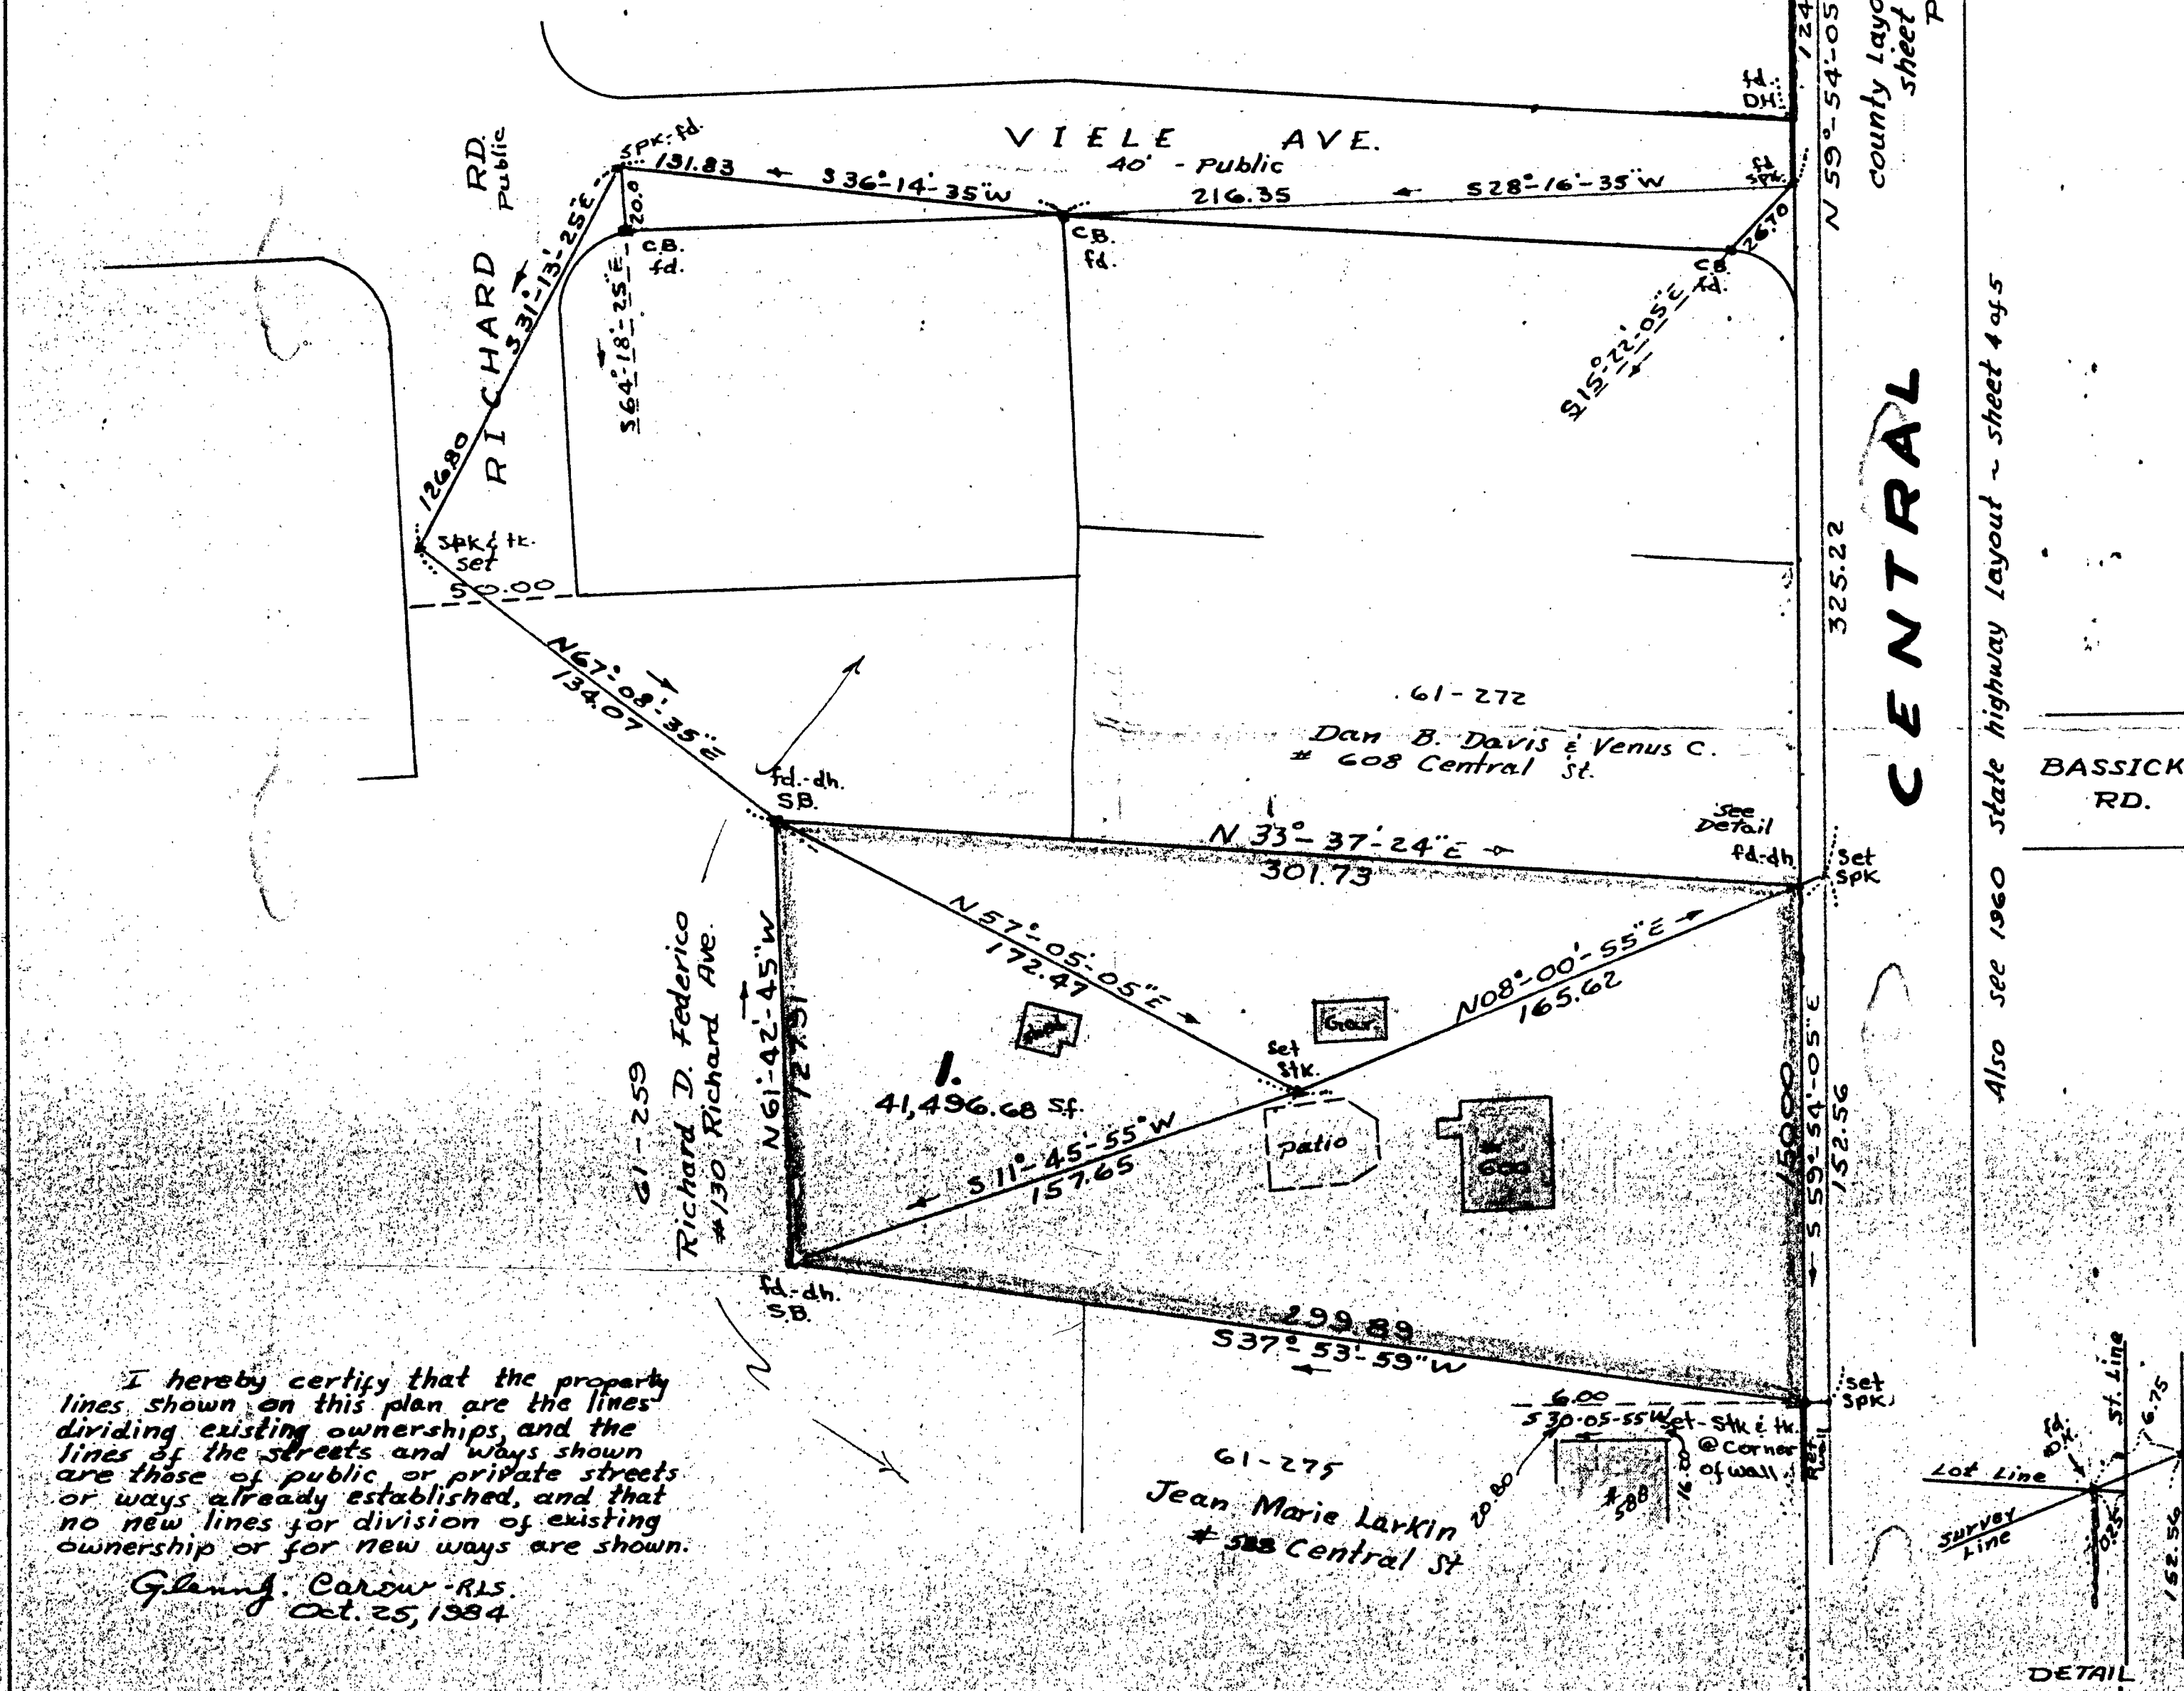 124
N 59°-54'-05
county Layo
sheet
P
fd.
DH.
VIELE AVE.
40' - Public
RICHARD RD.
Public
spk-fd.
131.83
S 36°-14'-35" W
216.35
S 28°-16'-35" W
fd
spk.
20.0
C.B.
fd.
C.B.
fd.
26.70
C.B.
fd.
S 31°-13'-25" E
S 64°-18'-25" E
S 15°-22'-05" E
126.80
spk & tk.
set
50.00
325.22
CENTRAL
Also see 1960 state highway Layout - sheet 4 of 5
N 67°-08'-35" E
134.07
61-272
Dan B. Davis & Venus C.
# 608 Central St.
BASSICK
RD.
fd.-dh.
S.B.
See
Detail
fd-dh
Set
Spk
N 33°-37'-24" E
301.73
N 57°-05'-05" E
172.47
N 08°-00'-55" E
165.62
61-259
Richard D. Federico
#130 Richard Ave.
N 61°-42'-45" W
127.91
Gar.
Set
Stk.
1.
41,496.68 S.f.
Patio
600
S 11°-45'-55" W
157.65
150.00
S 59°-54'-05" E
152.56
fd.-dh.
S.B.
299.89
S 37°-53'-59" W
Set
Spk
6.00
S 30-05-55 W
Set-Stk & tk.
@ Corner
of wall
Ret.
Wall
20.80
#588
16.00
61-275
Jean Marie Larkin
# 588 Central St
I hereby certify that the property
lines shown on this plan are the lines
dividing existing ownerships, and the
lines of the streets and ways shown
are those of public or private streets
or ways already established, and that
no new lines for division of existing
ownership or for new ways are shown.
Glenn J. Carow - RLS.
Oct. 25, 1984
St. Line
6.75
fd.
Lot Line
Survey
Line
0.25
152.56
DETAIL